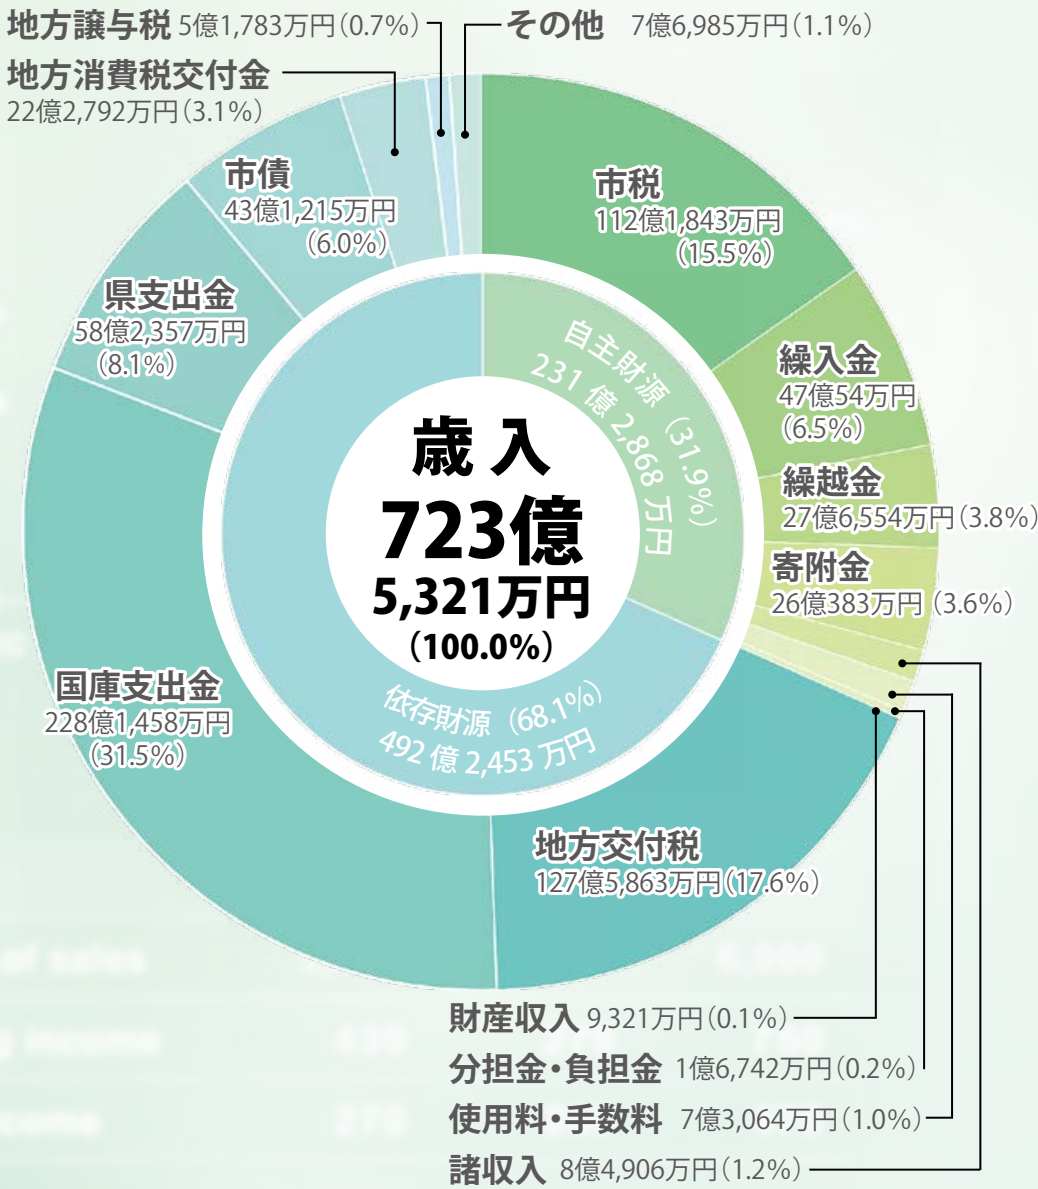 地方譲与税 5億1,783万円（0.7%）
その他 7億6,985万円（1.1%）
地方消費税交付金
22億2,792万円（3.1%）
市債
43億1,215万円
（6.0%）
県支出金
58億2,357万円
（8.1%）
国庫支出金
228億1,458万円
（31.5%）
市税
112億1,843万円
（15.5%）
繰入金
47億54万円
（6.5%）
繰越金
27億6,554万円（3.8%）
寄附金
26億383万円（3.6%）
自主財源（31.9%）
231億2,868万円
歳入
723億
5,321万円
（100.0%）
依存財源（68.1%）
492億2,453万円
地方交付税
127億5,863万円（17.6%）
財産収入 9,321万円（0.1%）
分担金・負担金 1億6,742万円（0.2%）
使用料・手数料 7億3,064万円（1.0%）
諸収入 8億4,906万円（1.2%）
of sales
g income
430
come
270